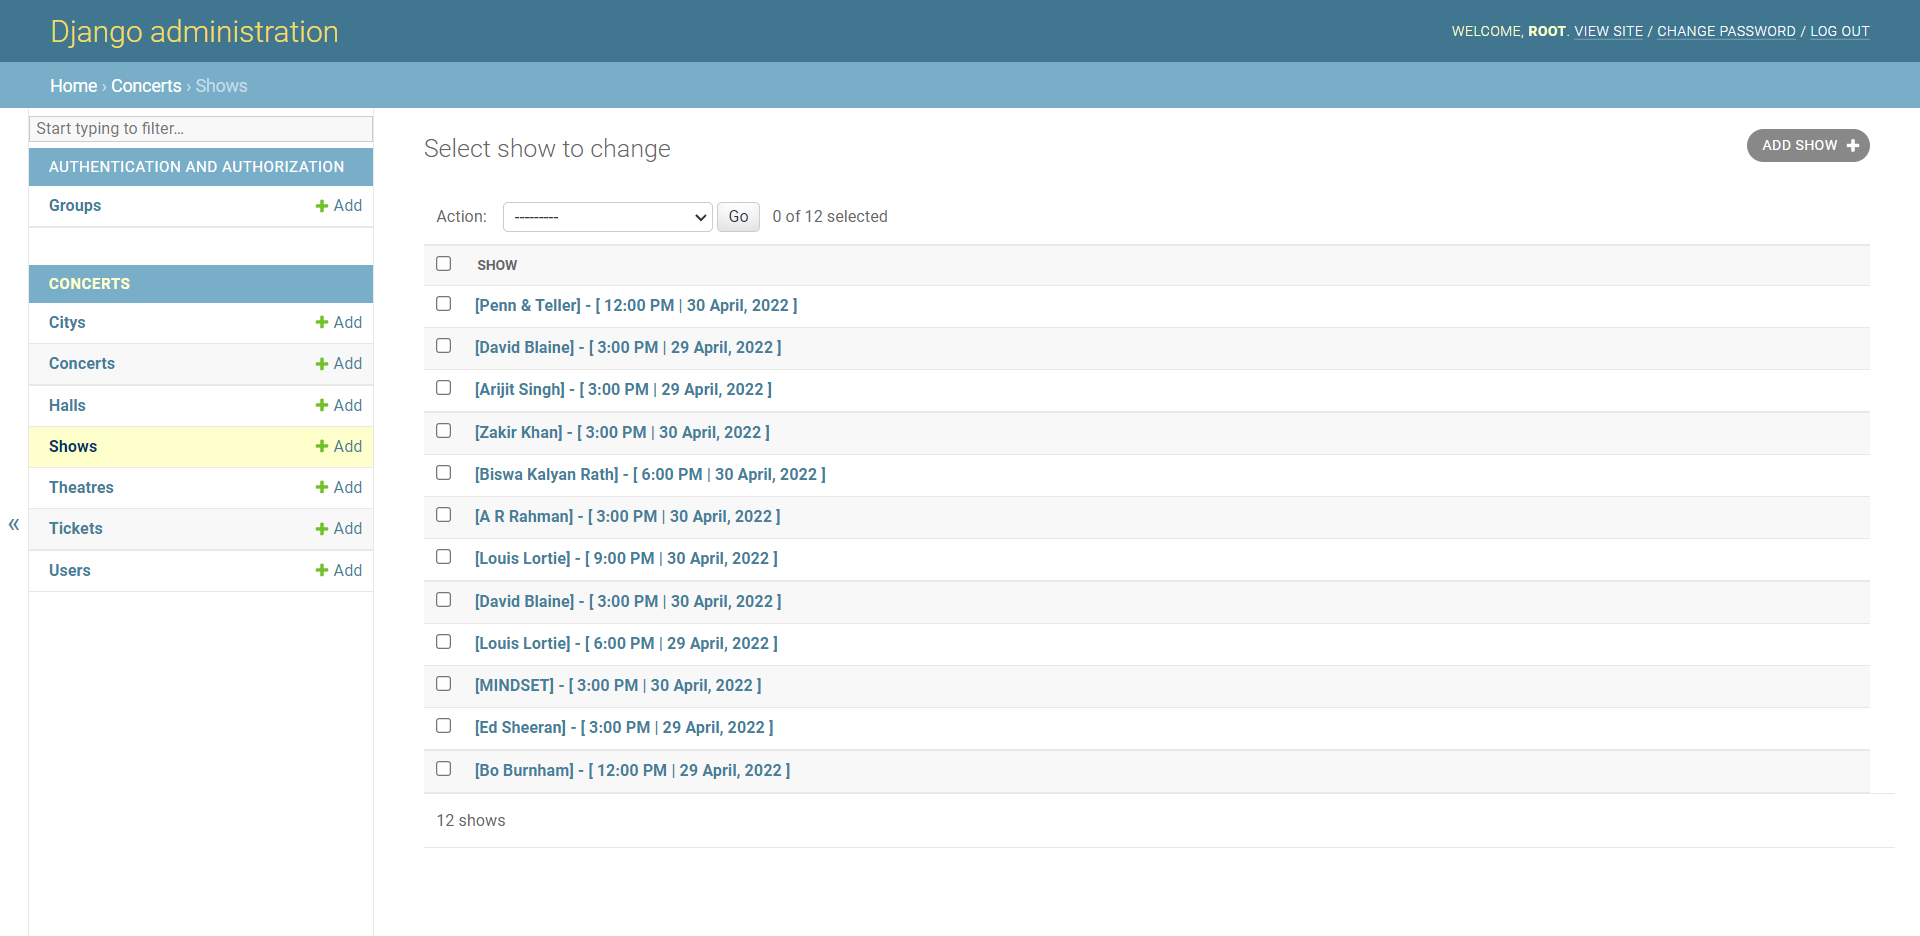 Django administration
WELCOME, ROOT. VIEW SITE / CHANGE PASSWORD / LOG OUT
Home › Concerts › Shows
Start typing to filter...
AUTHENTICATION AND AUTHORIZATION
Groups Add
CONCERTS
Citys Add
Concerts Add
Halls Add
Shows Add
Theatres Add
Tickets Add
Users Add
«
Select show to change
ADD SHOW
Action: --------- Go 0 of 12 selected
SHOW
[Penn & Teller] - [ 12:00 PM | 30 April, 2022 ]
[David Blaine] - [ 3:00 PM | 29 April, 2022 ]
[Arijit Singh] - [ 3:00 PM | 29 April, 2022 ]
[Zakir Khan] - [ 3:00 PM | 30 April, 2022 ]
[Biswa Kalyan Rath] - [ 6:00 PM | 30 April, 2022 ]
[A R Rahman] - [ 3:00 PM | 30 April, 2022 ]
[Louis Lortie] - [ 9:00 PM | 30 April, 2022 ]
[David Blaine] - [ 3:00 PM | 30 April, 2022 ]
[Louis Lortie] - [ 6:00 PM | 29 April, 2022 ]
[MINDSET] - [ 3:00 PM | 30 April, 2022 ]
[Ed Sheeran] - [ 3:00 PM | 29 April, 2022 ]
[Bo Burnham] - [ 12:00 PM | 29 April, 2022 ]
12 shows